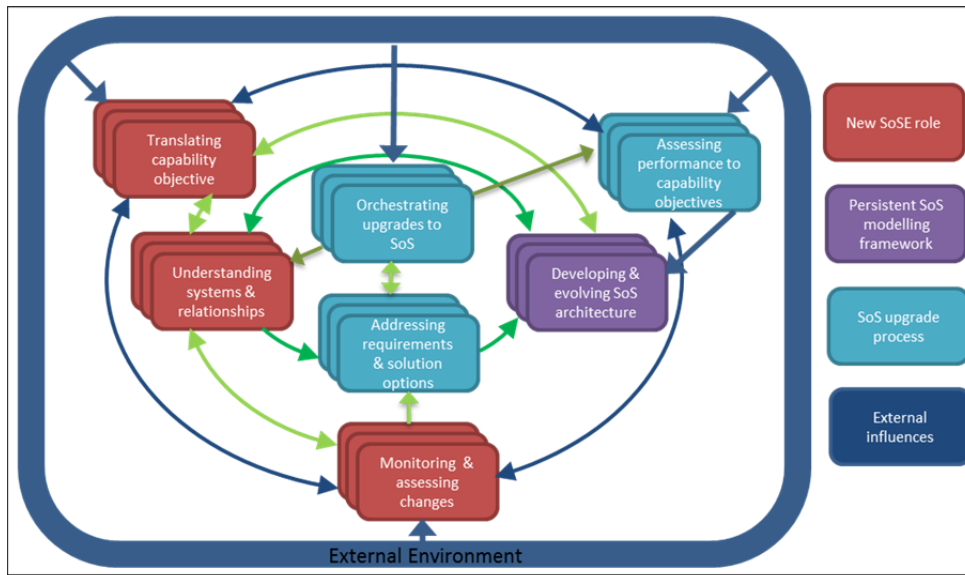 Translating
capability
objective
Assessing
performance to
capability
objectives
Orchestrating
upgrades to
SoS
Understanding
systems &
relationships
Developing &
evolving SoS
architecture
Addressing
requirements
& solution
options
Monitoring &
assessing
changes
External Environment
New SoSE role
Persistent SoS
modelling
framework
SoS upgrade
process
External
influences